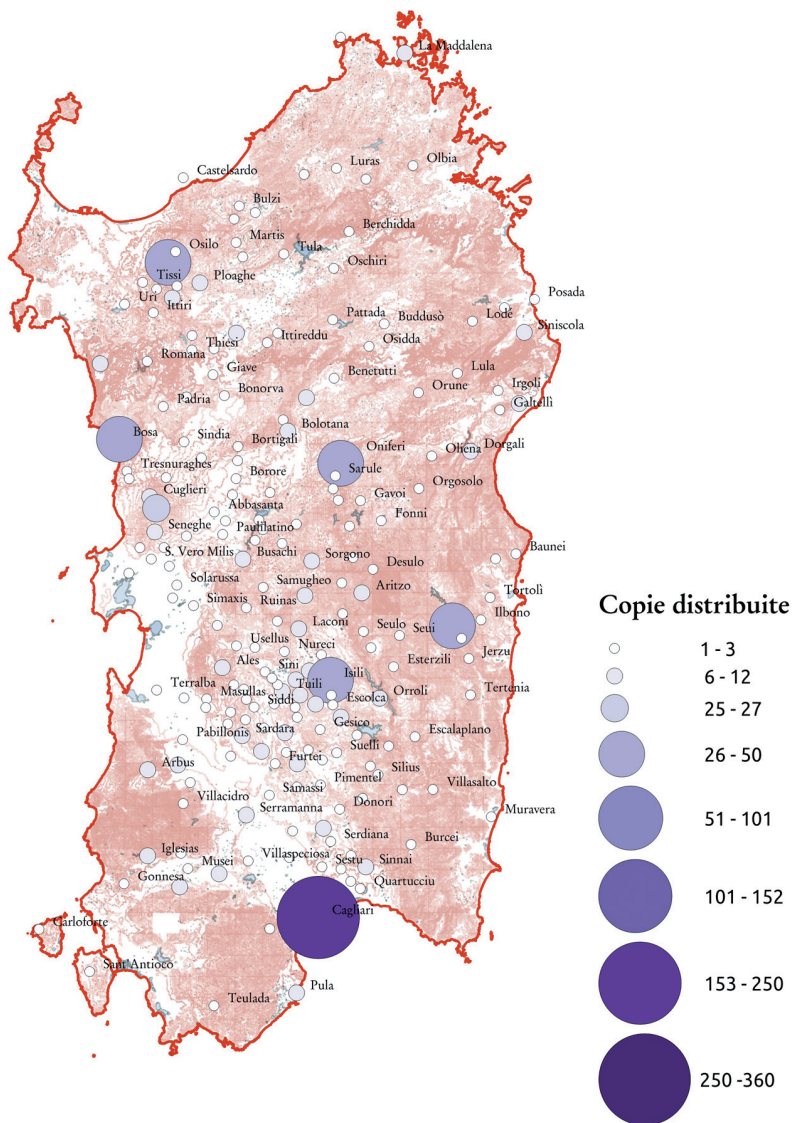 La Maddalena
Castelsardo
Luras
Olbia
Bulzi
Berchidda
Martis
Osilo
Tula
Oschiri
Tissi
Ploaghe
Posada
Uri
Ittiri
Pattada
Buddusò
Lodè
Siniscola
Thiesi
Ittireddu
Osidda
Romana
Giave
Benetutti
Lula
Bonorva
Orune
Irgoli
Padria
Galtellì
Bosa
Bolotana
Sindia
Bortigali
Oniferi
Oliena
Dorgali
Tresnuraghes
Borore
Sarule
Cuglieri
Orgosolo
Abbasanta
Gavoi
Seneghe
Paulilatino
Fonni
S. Vero Milis
Busachi
Sorgono
Desulo
Baunei
Solarussa
Samugheo
Aritzo
Simaxis
Ruinas
Tortolì
Laconi
Seulo
Seui
Ilbono
Usellus
Nureci
Jerzu
Ales
Sini
Isili
Esterzili
Terralba
Masullas
Tuili
Siddi
Escolca
Orroli
Tertenia
Pabillonis
Sardara
Gesico
Suelli
Escalaplano
Arbus
Furtei
Silius
Pimentel
Villasalto
Villacidro
Samassi
Donori
Serramanna
Muravera
Serdiana
Burcei
Iglesias
Villaspeciosa
Musei
Sestu
Sinnai
Gonnesa
Quartucciu
Cagliari
Carloforte
Sant'Antioco
Pula
Teulada
Copie distribuite
1 - 3
6 - 12
25 - 27
26 - 50
51 - 101
101 - 152
153 - 250
250 -360